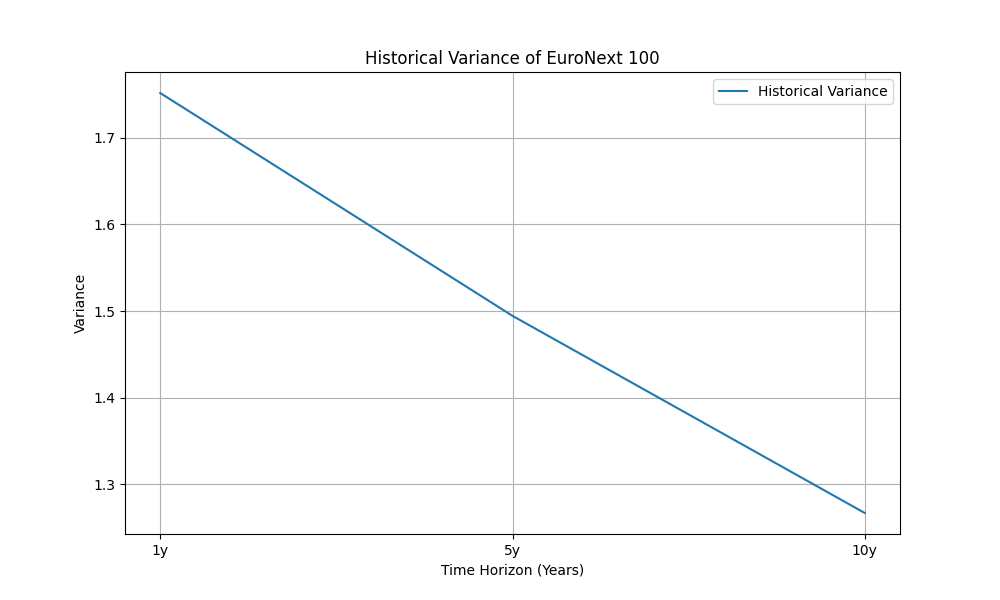 Historical Variance of EuroNext 100
Historical Variance
1.7
1.6
1.5
1.4
1.3
Variance
1y
5y
10y
Time Horizon (Years)